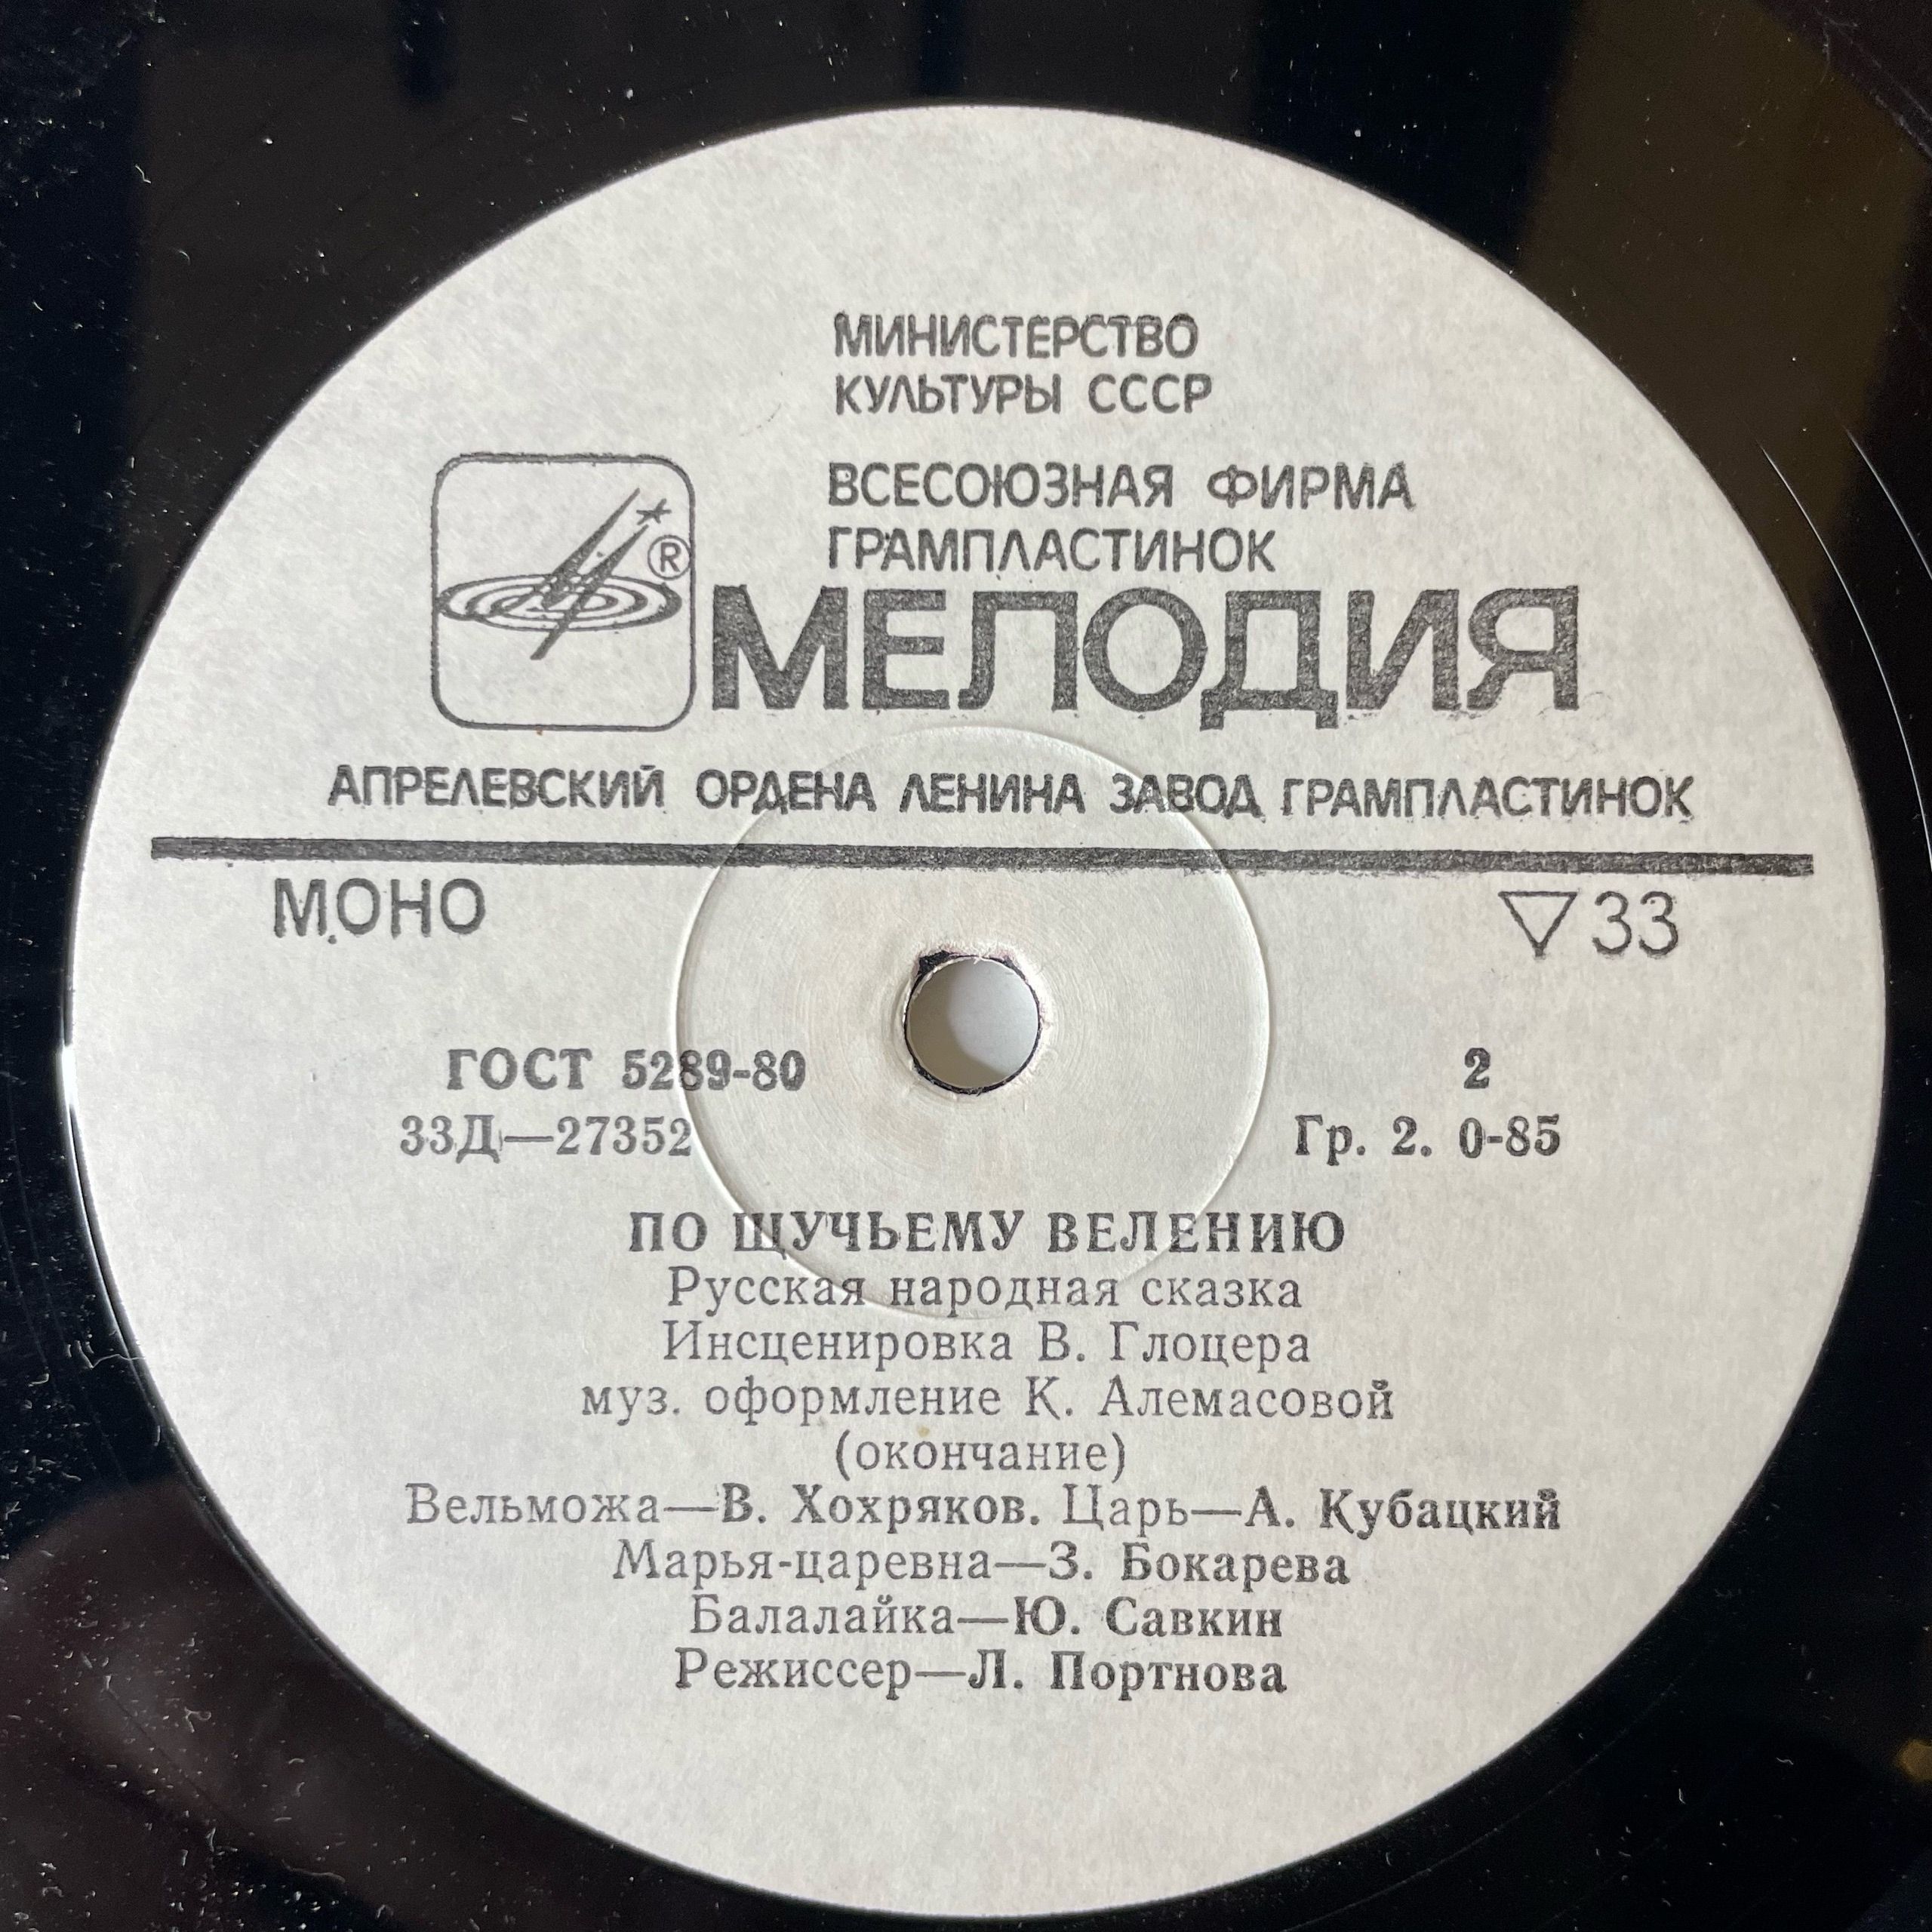 МИНИСТЕРСТВО
КУЛЬТУРЫ СССР
ВСЕСОЮЗНАЯ ФИРМА
ГРАМПЛАСТИНОК
®
МЕЛОДИЯ
АПРЕЛЕВСКИЙ ОРДЕНА ЛЕНИНА ЗАВОД ГРАМПЛАСТИНОК
МОНО ▽33
ГОСТ 5289-80 2
33Д—27352 Гр. 2. 0-85
ПО ЩУЧЬЕМУ ВЕЛЕНИЮ
Русская народная сказка
Инсценировка В. Глоцера
муз. оформление К. Алемасовой
(окончание)
Вельможа—В. Хохряков. Царь—А. Кубацкий
Марья-царевна—З. Бокарева
Балалайка—Ю. Савкин
Режиссер—Л. Портнова